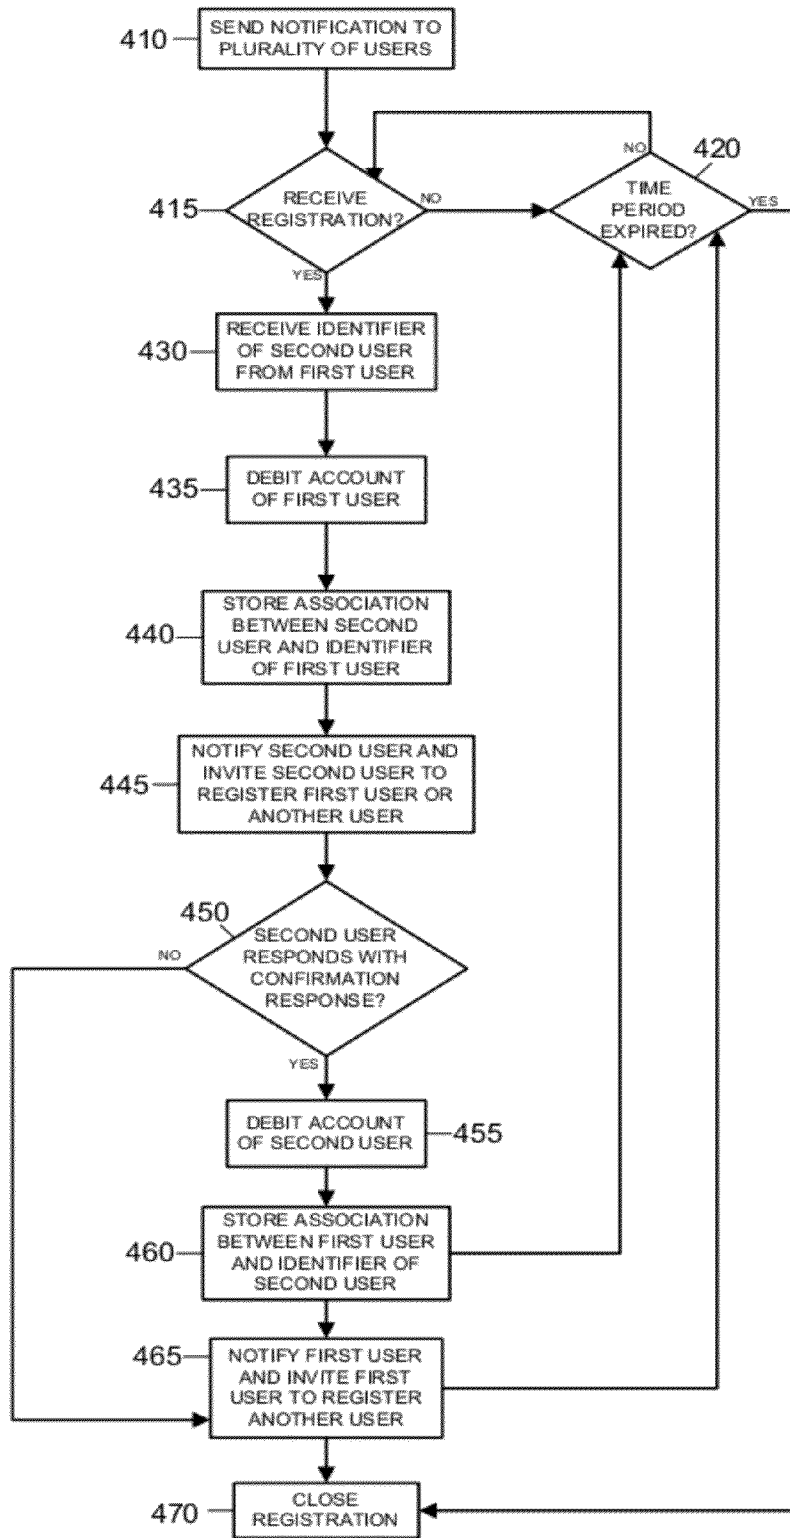 410
SEND NOTIFICATION TO
PLURALITY OF USERS
415
RECEIVE
REGISTRATION?
NO
YES
420
NO
TIME
PERIOD
EXPIRED?
YES
430
RECEIVE IDENTIFIER
OF SECOND USER
FROM FIRST USER
435
DEBIT ACCOUNT
OF FIRST USER
440
STORE ASSOCIATION
BETWEEN SECOND
USER AND IDENTIFIER
OF FIRST USER
445
NOTIFY SECOND USER AND
INVITE SECOND USER TO
REGISTER FIRST USER OR
ANOTHER USER
450
NO
SECOND USER
RESPONDS WITH
CONFIRMATION
RESPONSE?
YES
DEBIT ACCOUNT
OF SECOND USER
455
460
STORE ASSOCIATION
BETWEEN FIRST USER
AND IDENTIFIER OF
SECOND USER
465
NOTIFY FIRST USER
AND INVITE FIRST
USER TO REGISTER
ANOTHER USER
470
CLOSE
REGISTRATION